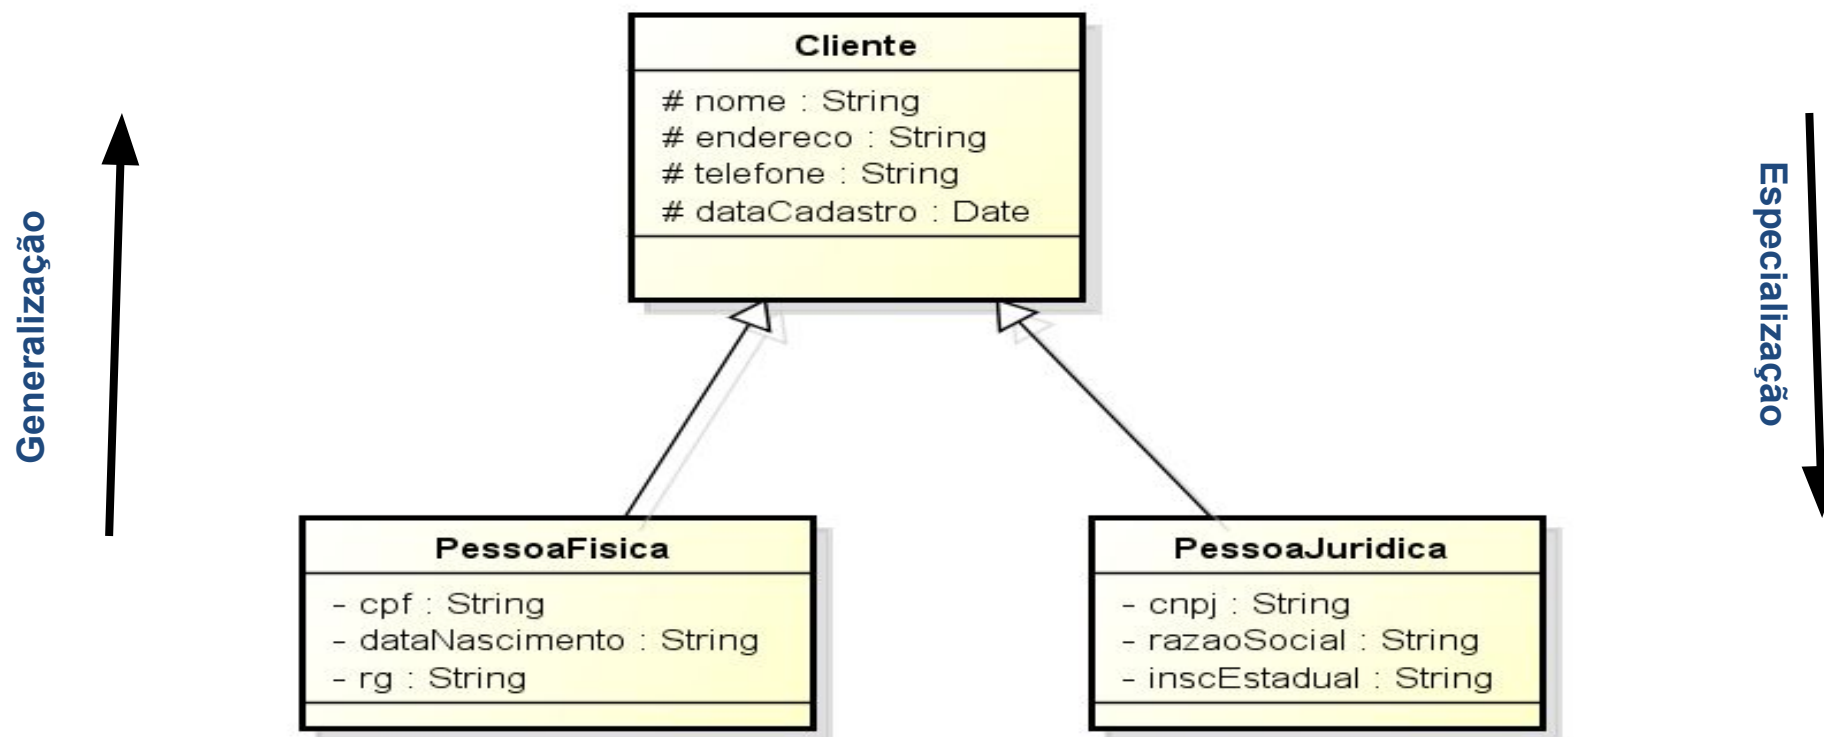 Cliente
# nome : String
# endereco : String
# telefone : String
# dataCadastro : Date
Generalização
Especialização
PessoaFisica
- cpf : String
- dataNascimento : String
- rg : String
PessoaJuridica
- cnpj : String
- razaoSocial : String
- inscEstadual : String